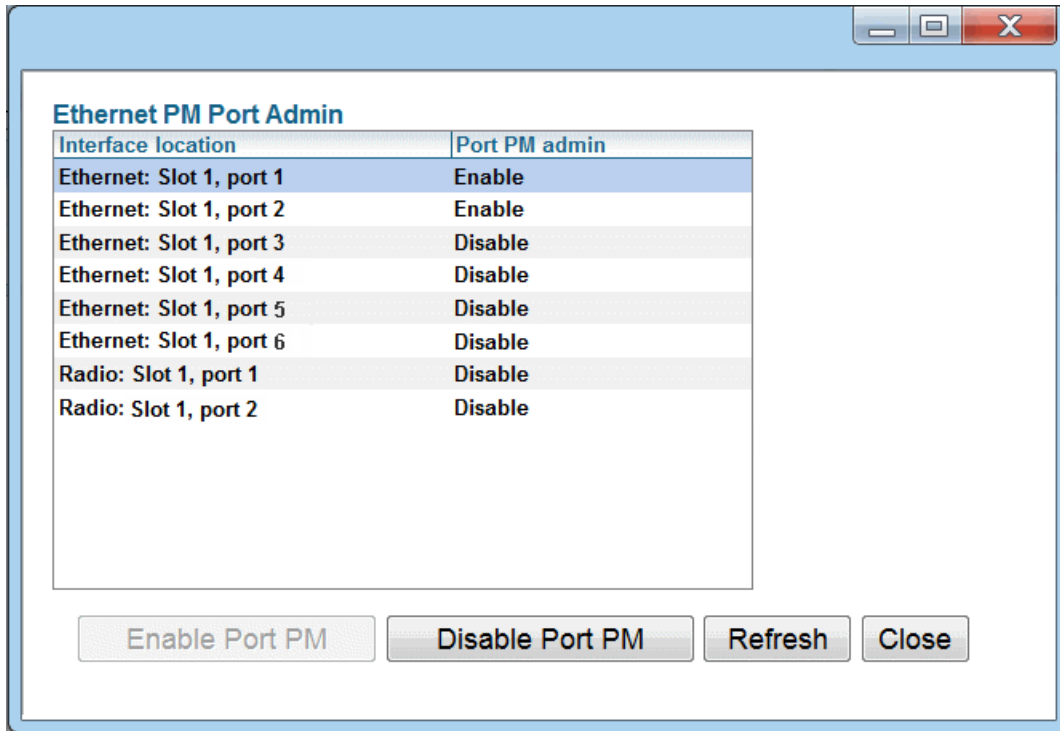 Ethernet PM Port Admin
Interface location Port PM admin
Ethernet: Slot 1, port 1 Enable
Ethernet: Slot 1, port 2 Enable
Ethernet: Slot 1, port 3 Disable
Ethernet: Slot 1, port 4 Disable
Ethernet: Slot 1, port 5 Disable
Ethernet: Slot 1, port 6 Disable
Radio: Slot 1, port 1 Disable
Radio: Slot 1, port 2 Disable
Enable Port PM Disable Port PM Refresh Close